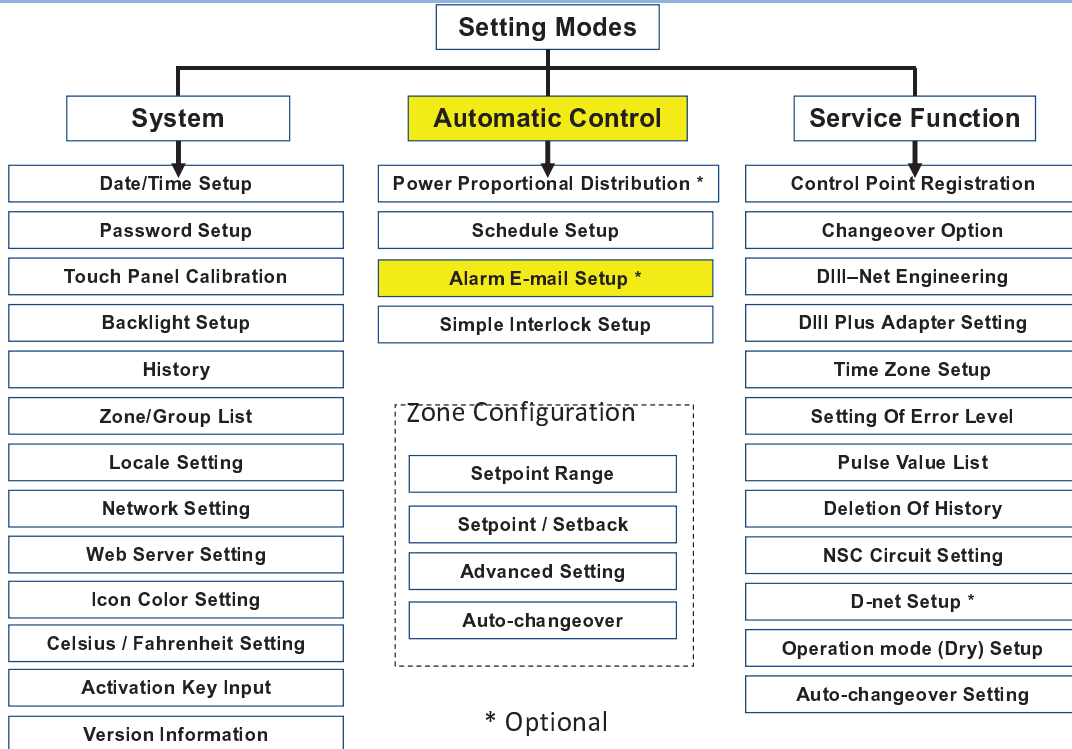 Setting Modes
System
Automatic Control
Service Function
Date/Time Setup
Password Setup
Touch Panel Calibration
Backlight Setup
History
Zone/Group List
Locale Setting
Network Setting
Web Server Setting
Icon Color Setting
Celsius / Fahrenheit Setting
Activation Key Input
Version Information
Power Proportional Distribution *
Schedule Setup
Alarm E-mail Setup *
Simple Interlock Setup
Zone Configuration
Setpoint Range
Setpoint / Setback
Advanced Setting
Auto-changeover
* Optional
Control Point Registration
Changeover Option
DIII–Net Engineering
DIII Plus Adapter Setting
Time Zone Setup
Setting Of Error Level
Pulse Value List
Deletion Of History
NSC Circuit Setting
D-net Setup *
Operation mode (Dry) Setup
Auto-changeover Setting